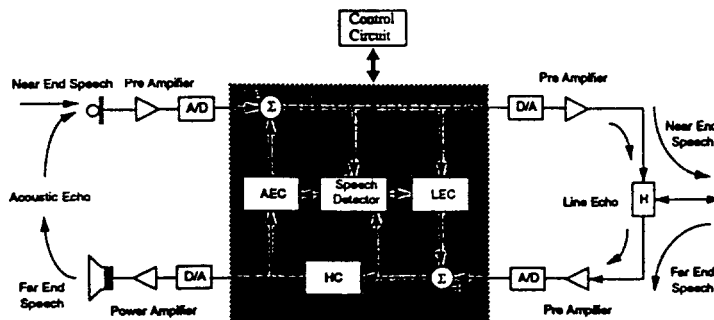 Control
Circuit
Near End Speech
Pre Amplifier
A/D
Σ
D/A
Pre Amplifier
Near End
Speech
AEC
Speech
Detector
LEC
Acoustic Echo
Line Echo
H
Far End
Speech
Power Amplifier
D/A
HC
Σ
A/D
Pre Amplifier
Far End
Speech